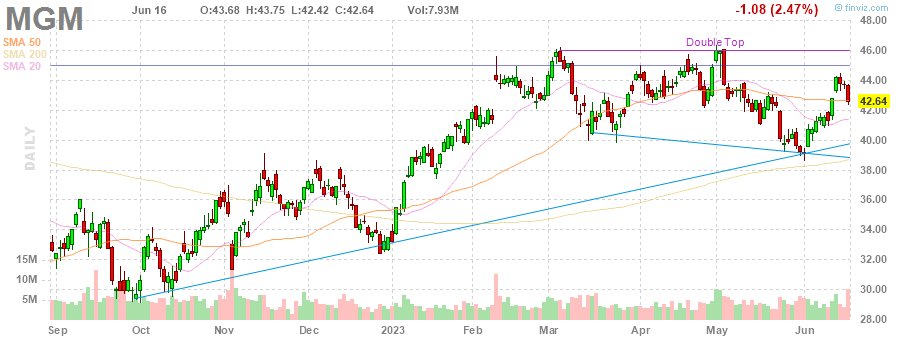 MGM
Jun 16
O:43.68 H:43.75 L:42.42 C:42.64
Vol:7.93M
-1.08 (2.47%)
© finviz.com
SMA 50
SMA 200
SMA 20
Double Top
DAILY
48.00
46.00
44.00
42.64
42.00
40.00
38.00
36.00
34.00
32.00
30.00
28.00
15M
10M
5M
Sep Oct Nov Dec 2023 Feb Mar Apr May Jun